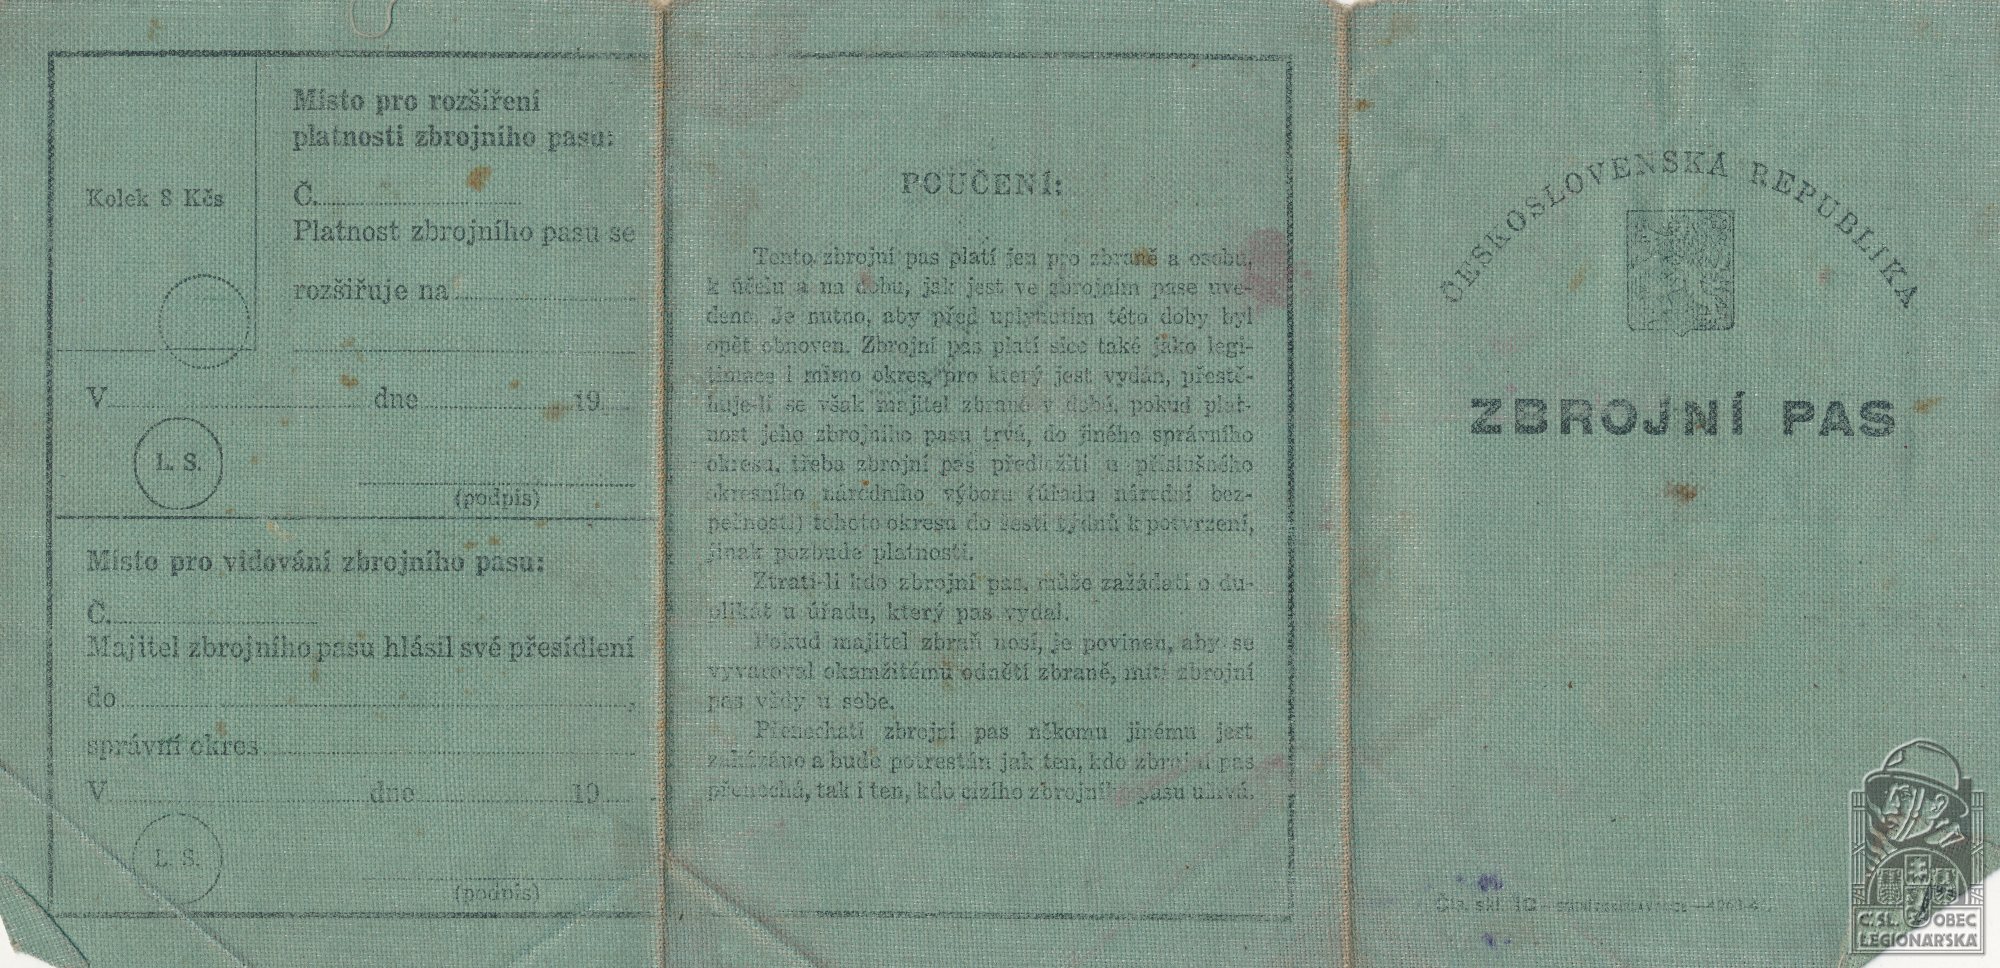 Místo pro rozšíření
platnosti zbrojního pasu:
Kolek 8 Kčs
Č.
Platnost zbrojního pasu se
rozšiřuje na
V dne 19
L. S.
(podpis)
Místo pro vidování zbrojního pasu:
Č.
Majitel zbrojního pasu hlásil své přesídlení
do ,
správní okres
V dne 19
L. S.
(podpis)
POUČENÍ:
Tento zbrojní pas platí jen pro zbraně a osobu,
k účelu a na dobu, jak jest ve zbrojním pase uve-
deno. Je nutno, aby před uplynutím této doby byl
opět obnoven. Zbrojní pas platí sice také jako legi-
timace i mimo okres, pro který jest vydán, přestě-
huje-li se však majitel zbraně v době, pokud plat-
nost jeho zbrojního pasu trvá, do jiného správního
okresu, třeba zbrojní pas předložiti u příslušného
okresního národního výboru (úřadu národní bez-
pečnosti) tohoto okresu do šesti týdnů k potvrzení,
jinak pozbude platnosti.
Ztratí-li kdo zbrojní pas, může zažádati o du-
plikát u úřadu, který pas vydal.
Pokud majitel zbraň nosí, je povinen, aby se
vyvaroval okamžitému odnětí zbraně, míti zbrojní
pas vždy u sebe.
Přenechati zbrojní pas někomu jinému jest
zakázáno a bude potrestán jak ten, kdo zbrojní pas
přenechá, tak i ten, kdo cizího zbrojního pasu užívá.
ČESKOSLOVENSKÁ REPUBLIKA
ZBROJNÍ PAS
Čís. skl.
Č.SL. OBEC
LEGIONÁŘSKÁ